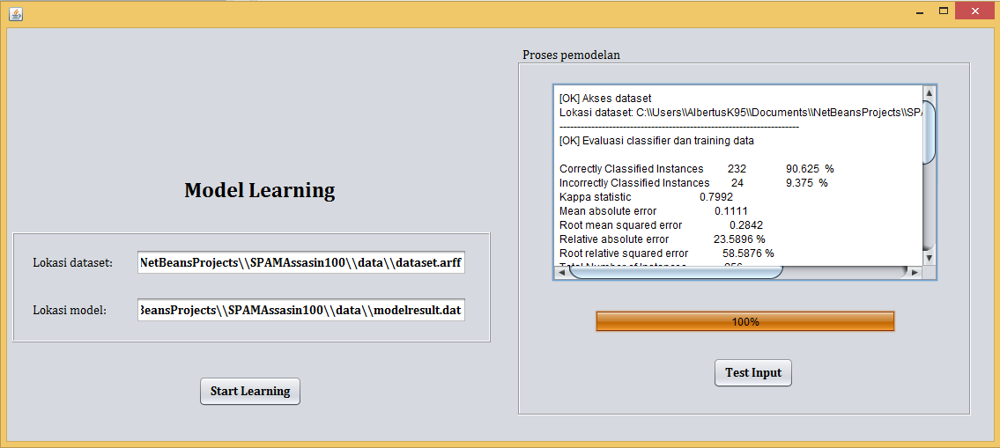 Model Learning
Lokasi dataset:
NetBeansProjects\\SPAMAssasin100\\data\\dataset.arff
Lokasi model:
BeansProjects\\SPAMAssasin100\\data\\modelresult.dat
Start Learning
Proses pemodelan
[OK] Akses dataset
Lokasi dataset: C:\\Users\\AlbertusK95\\Documents\\NetBeansProjects\\SPA
--------------------------------------------------------------------
[OK] Evaluasi classifier dan training data
Correctly Classified Instances 232 90.625 %
Incorrectly Classified Instances 24 9.375 %
Kappa statistic 0.7992
Mean absolute error 0.1111
Root mean squared error 0.2842
Relative absolute error 23.5896 %
Root relative squared error 58.5876 %
Total Number of Instances 256
100%
Test Input